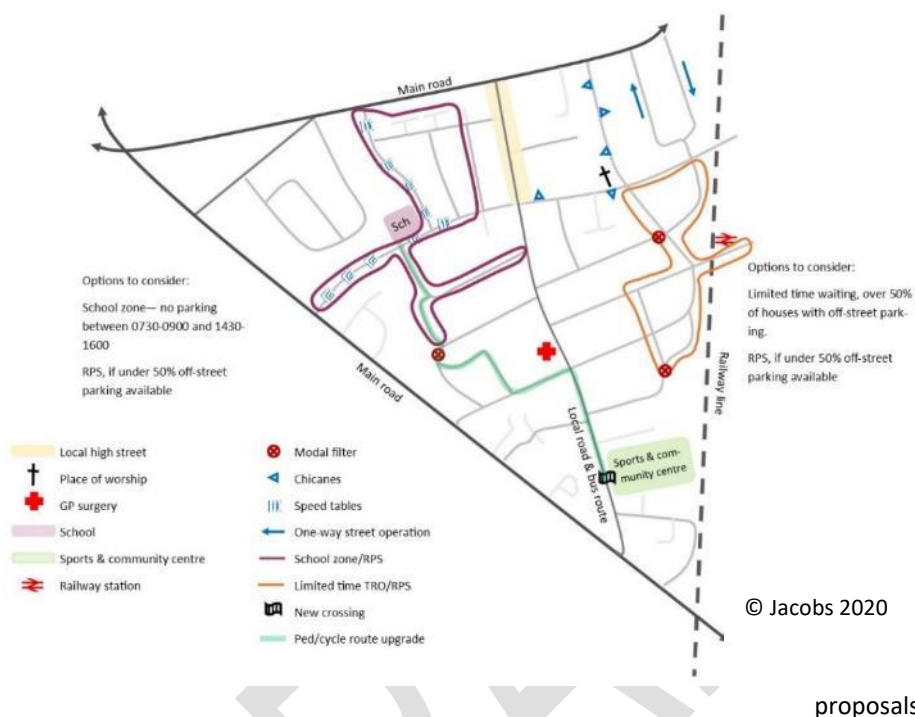 Main road
Sch
Options to consider:
School zone— no parking
between 0730-0900 and 1430-
1600
RPS, if under 50% off-street
parking available
Options to consider:
Limited time waiting, over 50%
of houses with off-street park-
ing.
RPS, if under 50% off-street
parking available
Main road
Railway line
Local road & bus route
Sports & com-
munity centre
Local high street
Place of worship
GP surgery
School
Sports & community centre
Railway station
Modal filter
Chicanes
Speed tables
One-way street operation
School zone/RPS
Limited time TRO/RPS
New crossing
Ped/cycle route upgrade
© Jacobs 2020
proposals